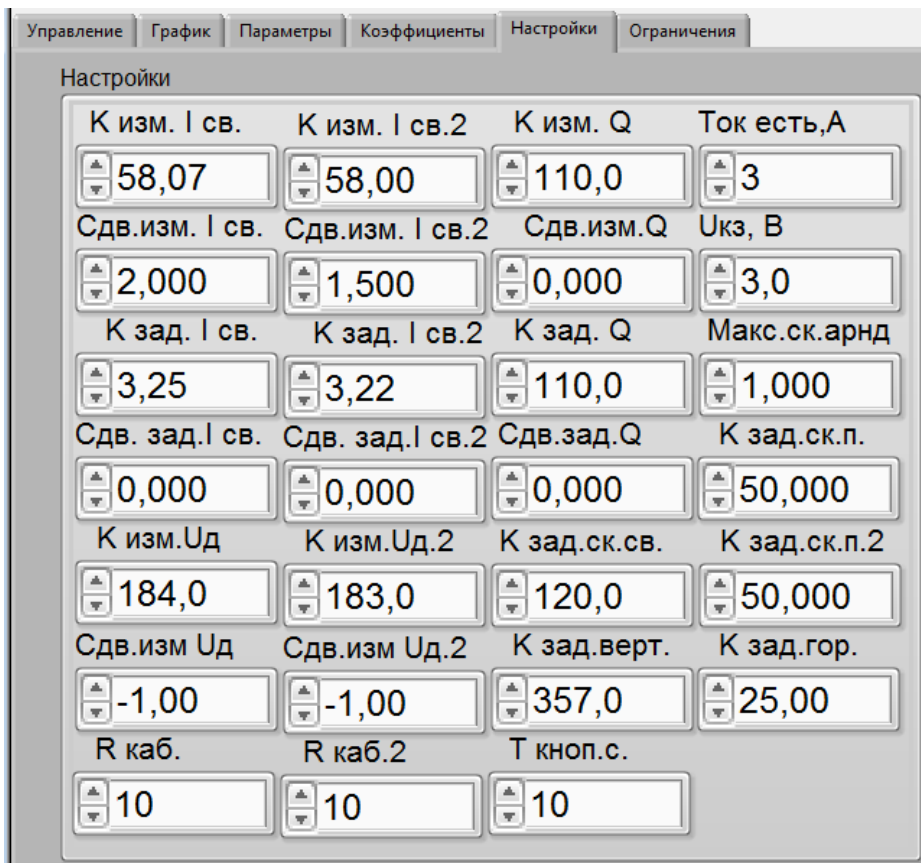 Управление График Параметры Коэффициенты Настройки Ограничения
Настройки
К изм. I св. К изм. I св.2 К изм. Q Ток есть,А
58,07 58,00 110,0 3
Сдв.изм. I св. Сдв.изм. I св.2 Сдв.изм.Q Uкз, В
2,000 1,500 0,000 3,0
К зад. I св. К зад. I св.2 К зад. Q Макс.ск.арнд
3,25 3,22 110,0 1,000
Сдв. зад.I св. Сдв. зад.I св.2 Сдв.зад.Q К зад.ск.п.
0,000 0,000 0,000 50,000
К изм.Uд К изм.Uд.2 К зад.ск.св. К зад.ск.п.2
184,0 183,0 120,0 50,000
Сдв.изм Uд Сдв.изм Uд.2 К зад.верт. К зад.гор.
-1,00 -1,00 357,0 25,00
R каб. R каб.2 Т кноп.с.
10 10 10